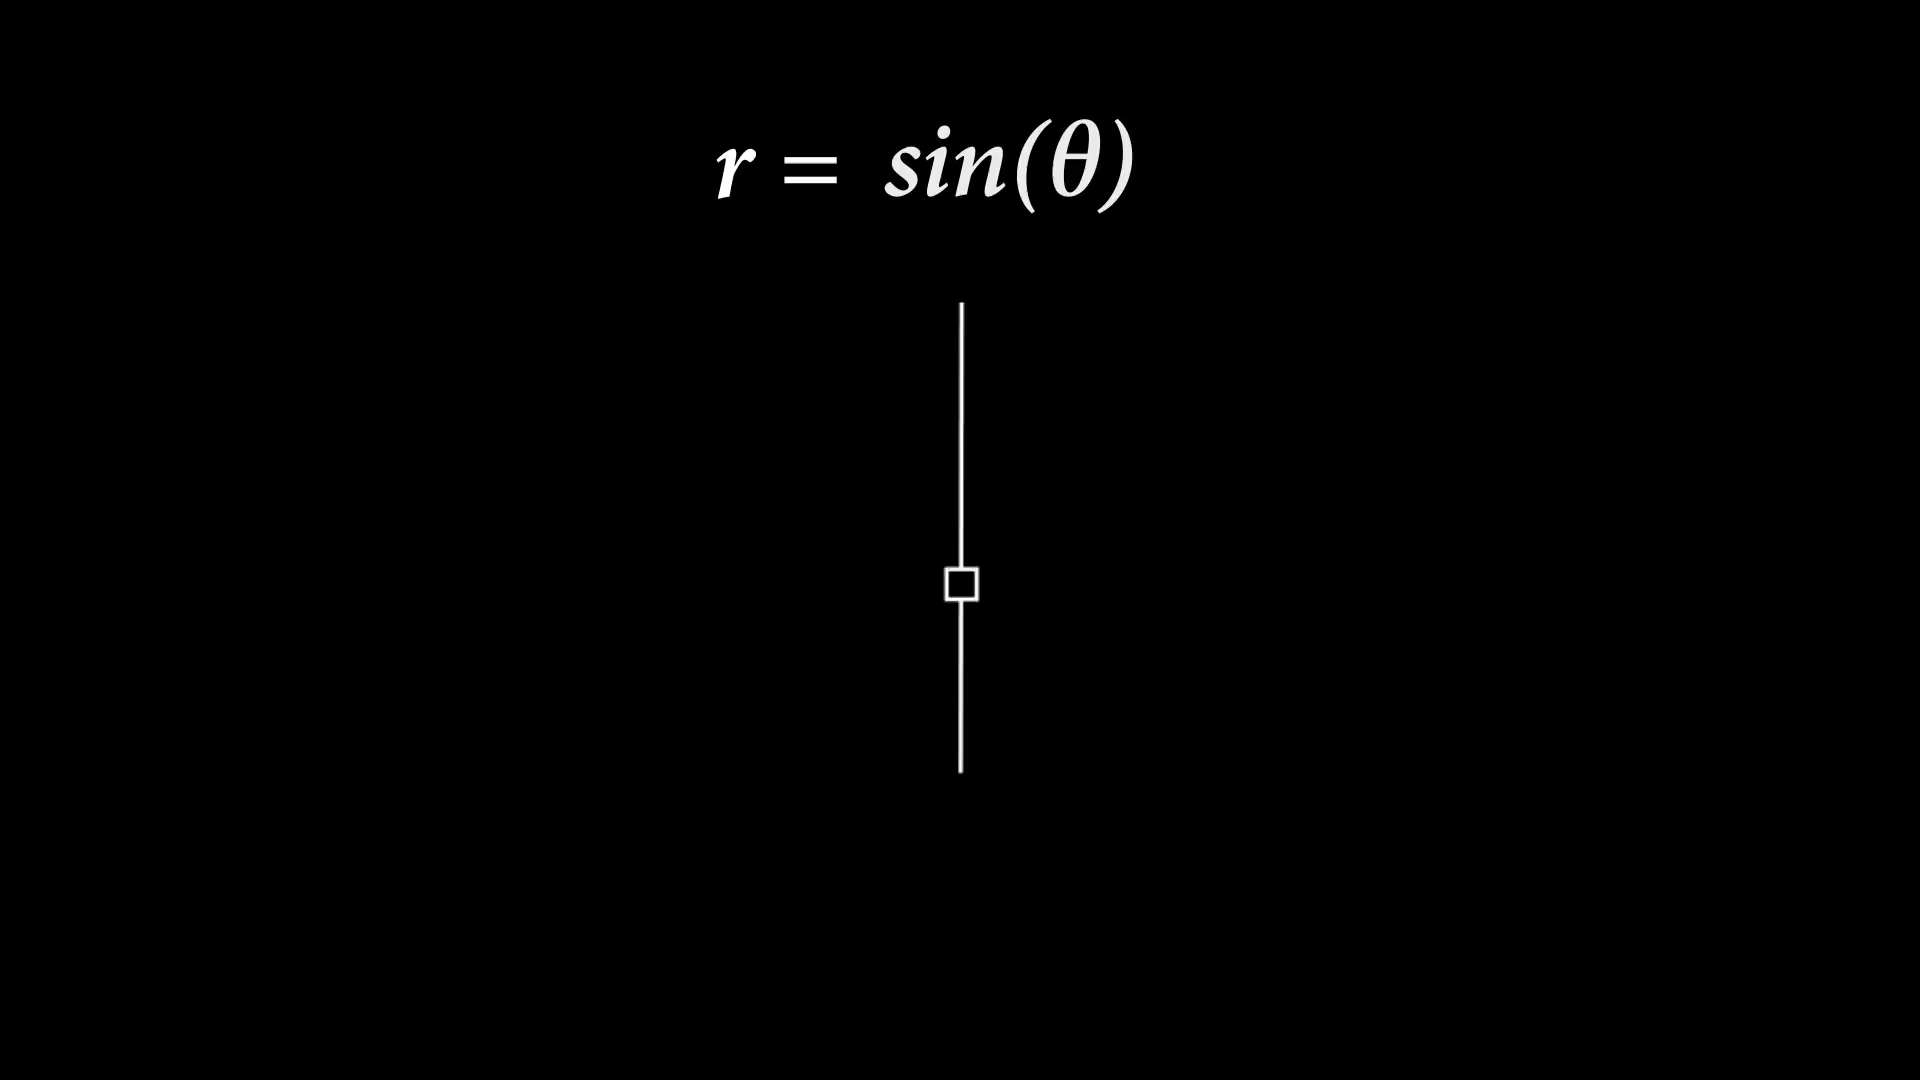 r = sin(θ)